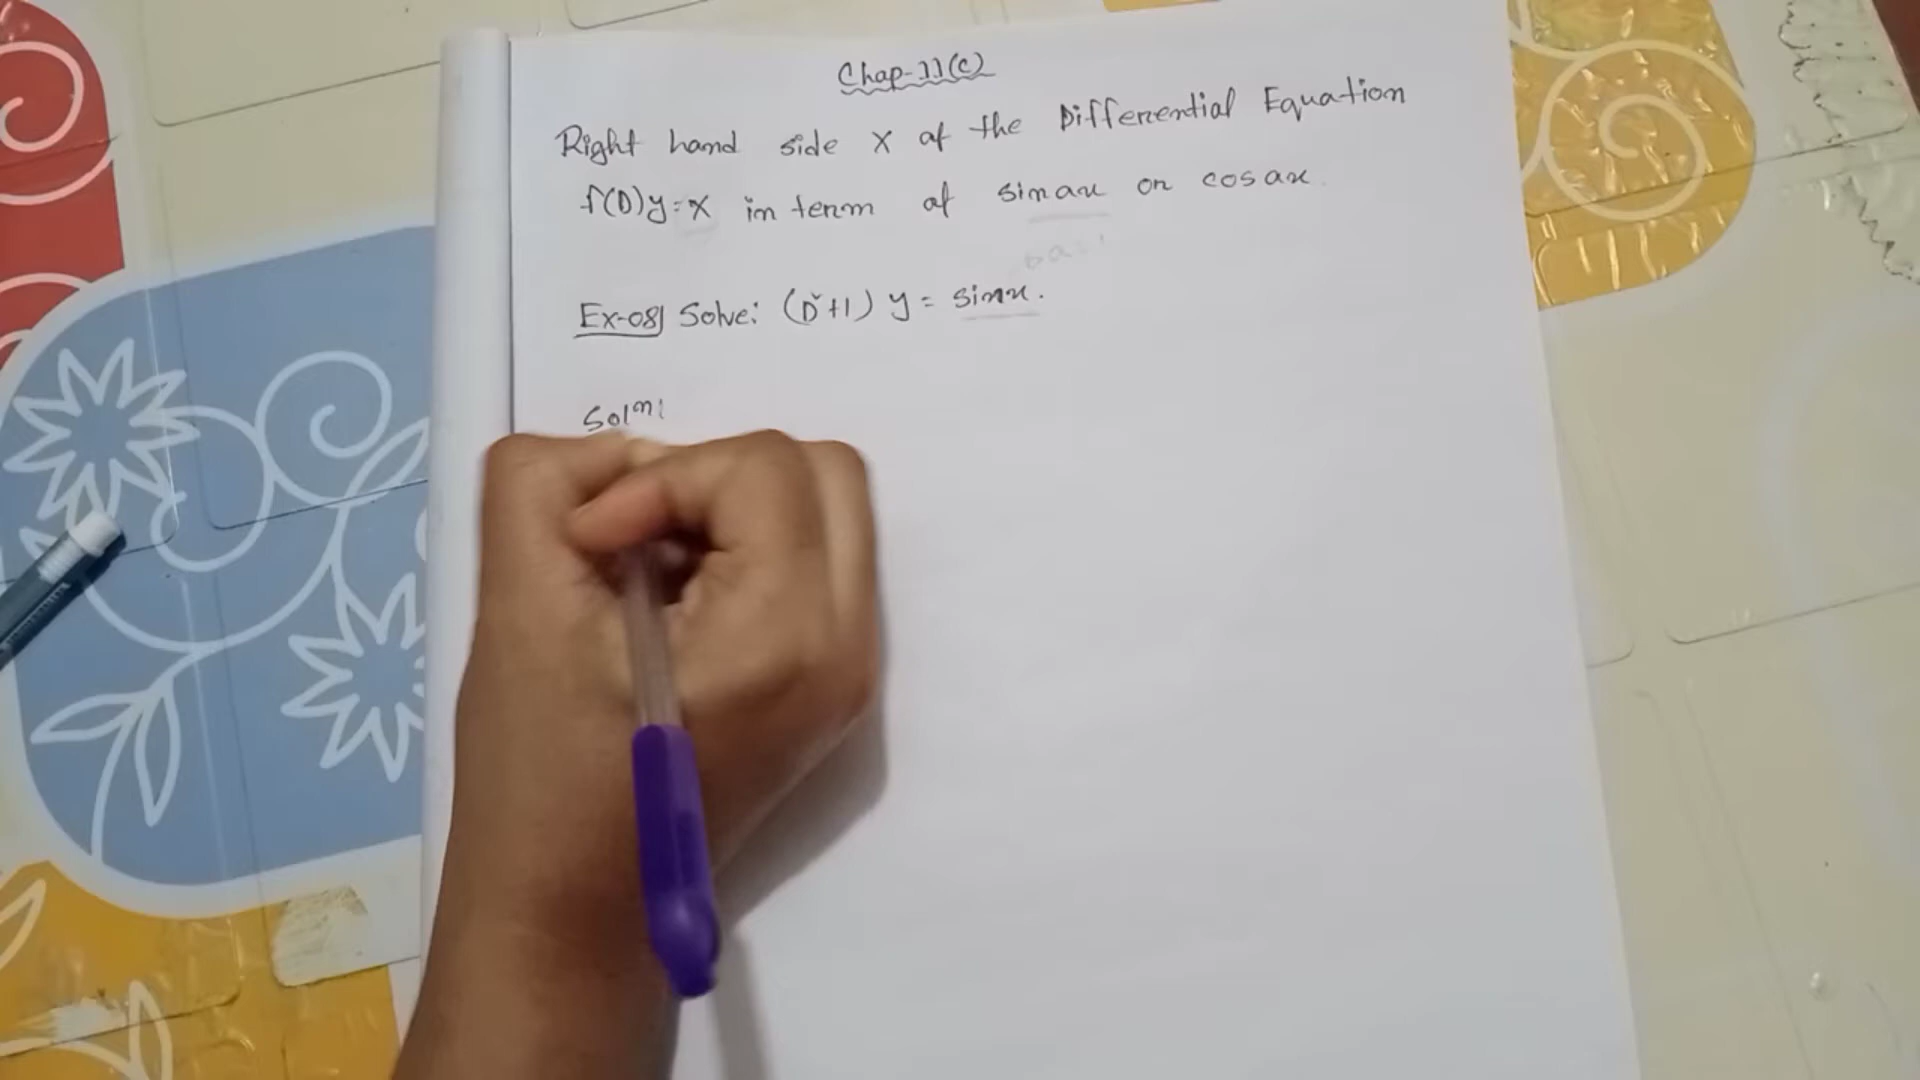 Chap-11(c)
Right hand side X of the Differential Equation
f(D)y=X in term of sinax or cosax.
Ex-08) Solve: (D²+1) y = sinx.
Solⁿ: